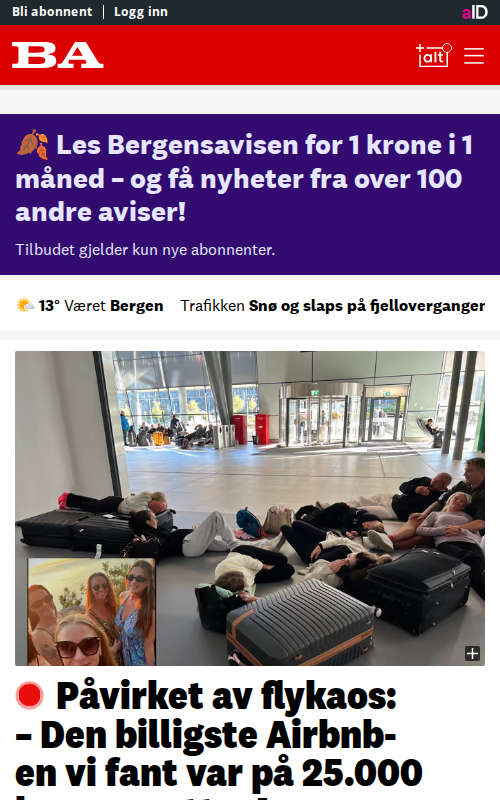 Bli abonnent | Logg inn
aID
BA
+alt
Les Bergensavisen for 1 krone i 1
måned – og få nyheter fra over 100
andre aviser!
Tilbudet gjelder kun nye abonnenter.
13° Været Bergen Trafikken Snø og slaps på fjelloverganger
Påvirket av flykaos:
– Den billigste Airbnb-
en vi fant var på 25.000